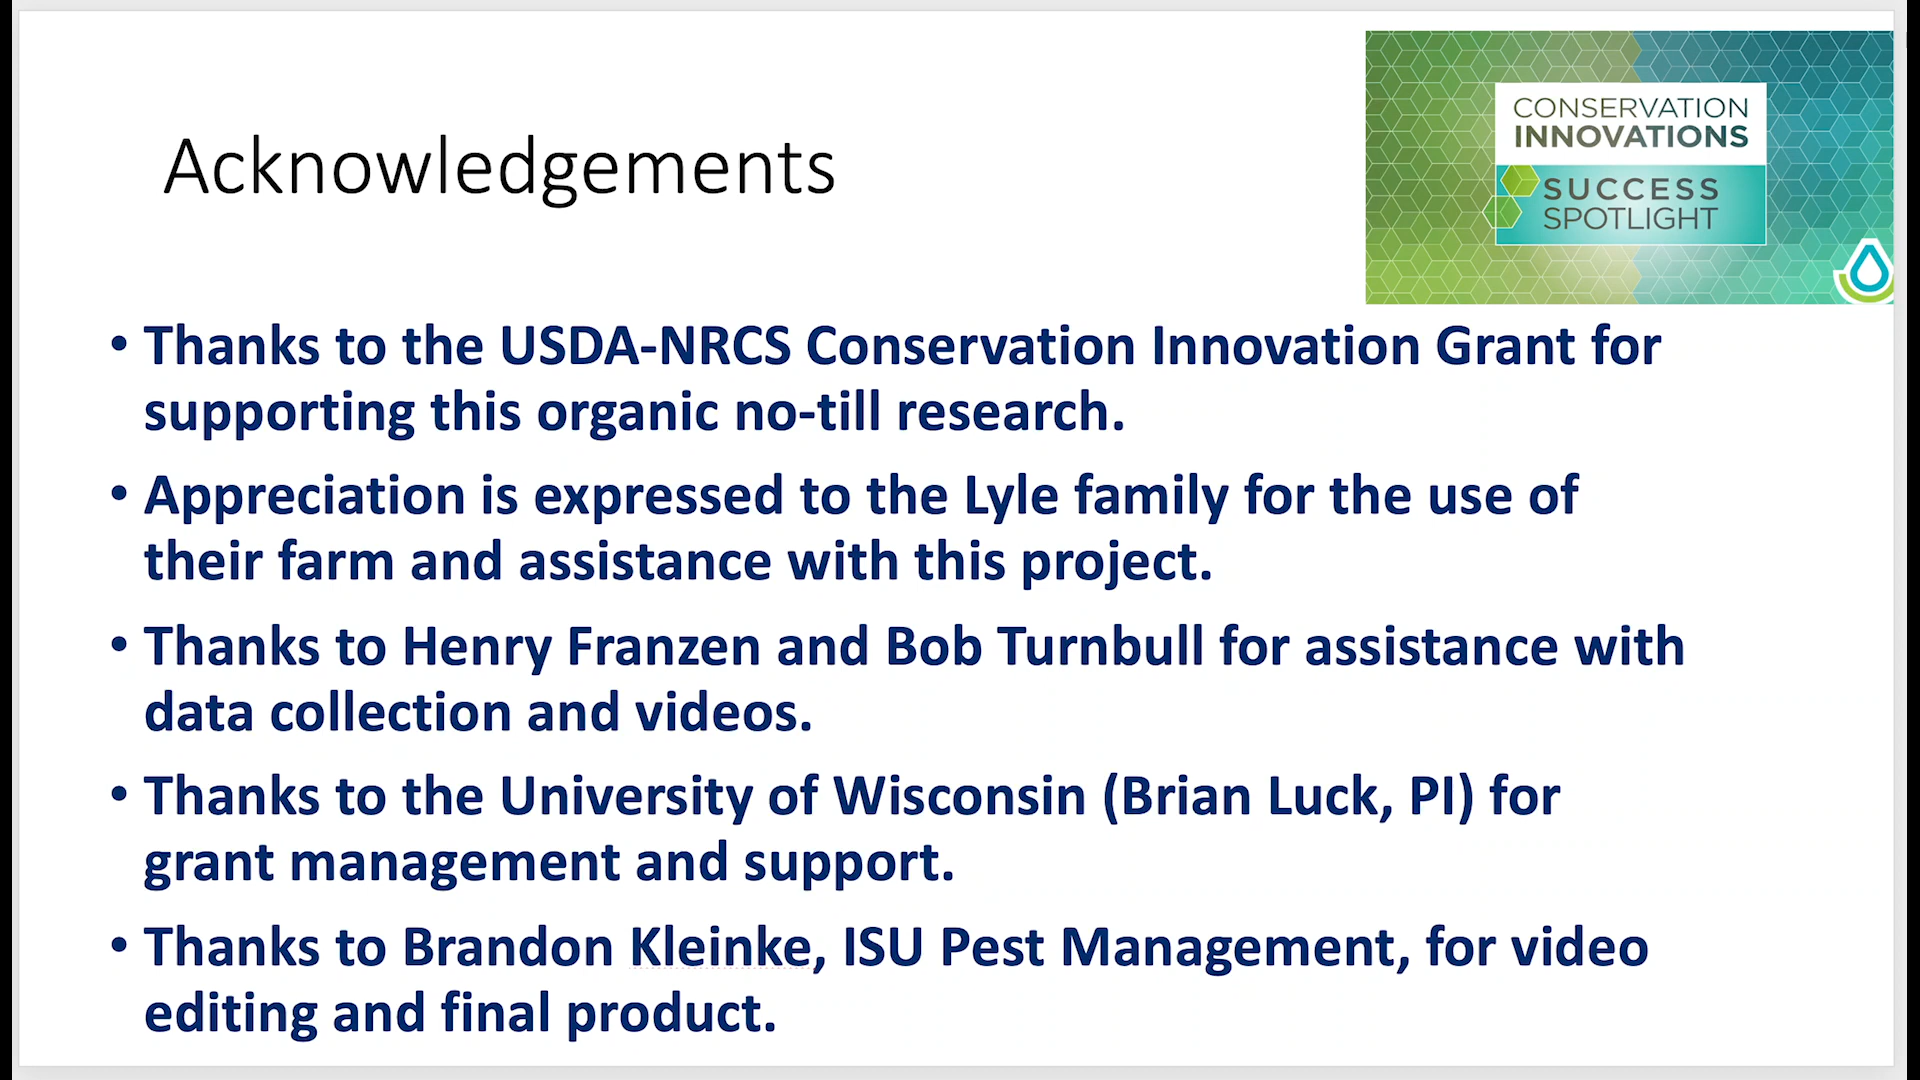 CONSERVATION
INNOVATIONS
SUCCESS
SPOTLIGHT
Acknowledgements
• Thanks to the USDA-NRCS Conservation Innovation Grant for
supporting this organic no-till research.
• Appreciation is expressed to the Lyle family for the use of
their farm and assistance with this project.
• Thanks to Henry Franzen and Bob Turnbull for assistance with
data collection and videos.
• Thanks to the University of Wisconsin (Brian Luck, PI) for
grant management and support.
• Thanks to Brandon Kleinke, ISU Pest Management, for video
editing and final product.